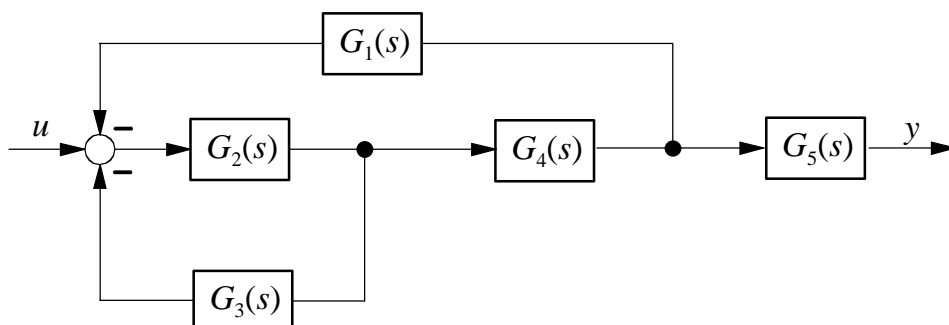 G₁(s)
u
G₂(s)
G₄(s)
G₅(s)
y
G₃(s)